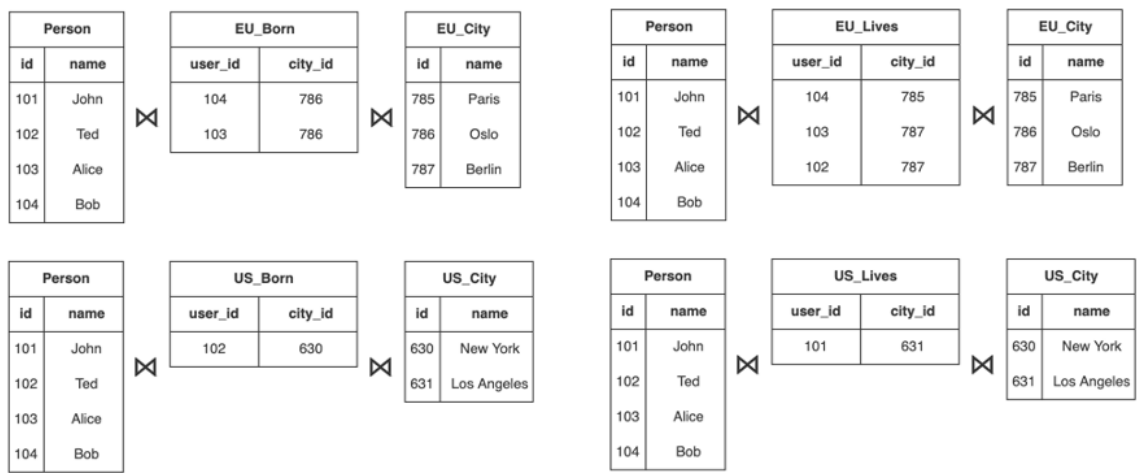 Person EU_Born EU_City
id name user_id city_id id name
101 John 104 786 785 Paris
102 Ted 103 786 786 Oslo
103 Alice 787 Berlin
104 Bob
Person EU_Lives EU_City
id name user_id city_id id name
101 John 104 785 785 Paris
102 Ted 103 787 786 Oslo
103 Alice 102 787 787 Berlin
104 Bob
Person US_Born US_City
id name user_id city_id id name
101 John 102 630 630 New York
102 Ted 631 Los Angeles
103 Alice
104 Bob
Person US_Lives US_City
id name user_id city_id id name
101 John 101 631 630 New York
102 Ted 631 Los Angeles
103 Alice
104 Bob